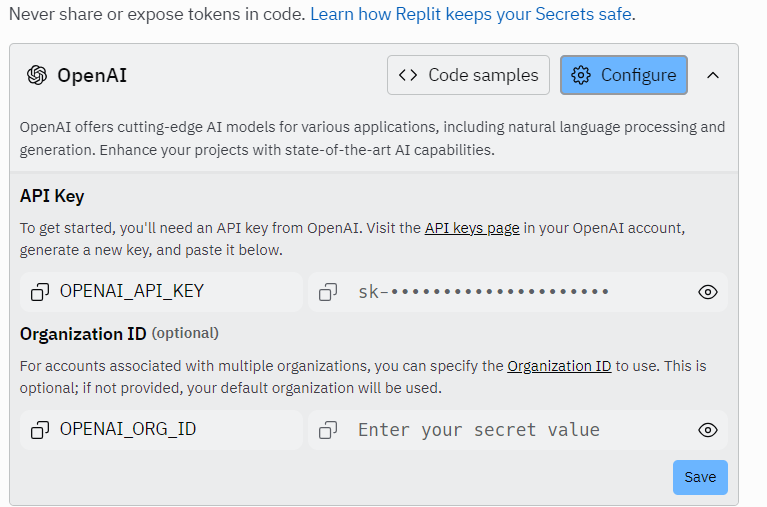 Never share or expose tokens in code. Learn how Replit keeps your Secrets safe.
OpenAI
<> Code samples
Configure
OpenAI offers cutting-edge AI models for various applications, including natural language processing and
generation. Enhance your projects with state-of-the-art AI capabilities.
API Key
To get started, you'll need an API key from OpenAI. Visit the API keys page in your OpenAI account,
generate a new key, and paste it below.
OPENAI_API_KEY
sk-•••••••••••••••••••••
Organization ID (optional)
For accounts associated with multiple organizations, you can specify the Organization ID to use. This is
optional; if not provided, your default organization will be used.
OPENAI_ORG_ID
Enter your secret value
Save